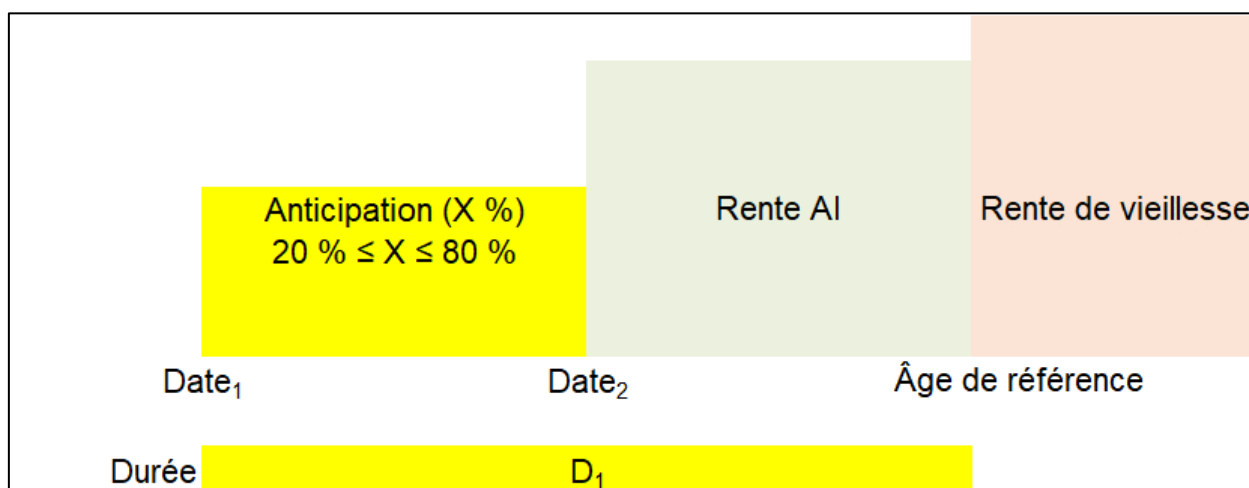 Anticipation (X %)
20 % ≤ X ≤ 80 %
Rente AI
Rente de vieillesse
Date₁
Date₂
Âge de référence
Durée
D₁